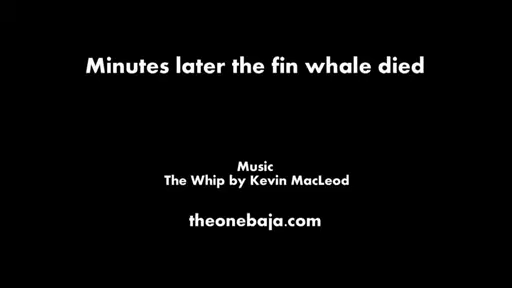 Minutes later the fin whale died
Music
The Whip by Kevin MacLeod
theonebaja.com